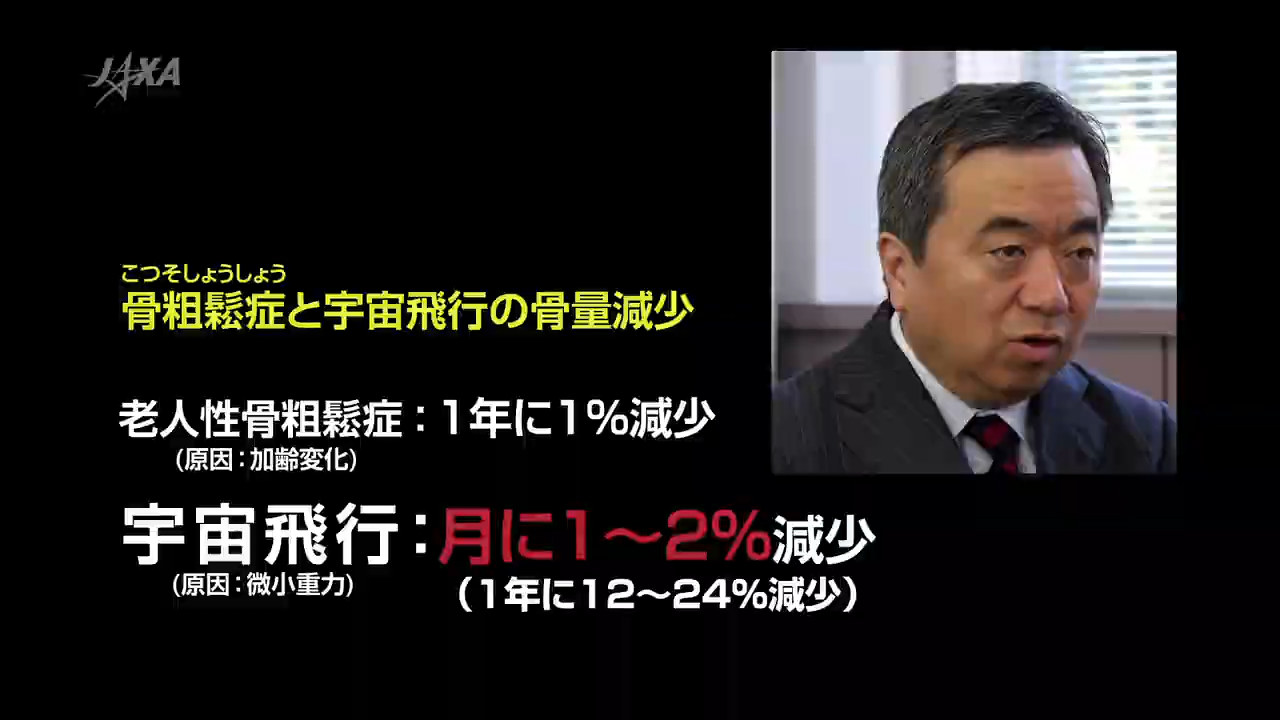 JAXA
こつそしょうしょう
骨粗鬆症と宇宙飛行の骨量減少
老人性骨粗鬆症：1年に1%減少
(原因：加齢変化)
宇宙飛行：月に1～2%減少
(原因：微小重力)
（1年に12～24%減少）